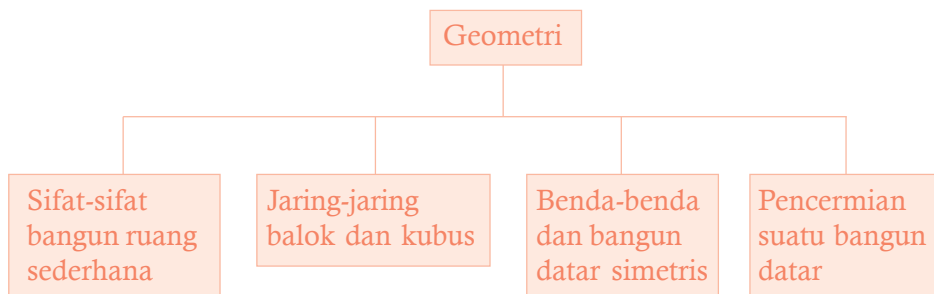 Geometri
Sifat-sifat
bangun ruang
sederhana
Jaring-jaring
balok dan kubus
Benda-benda
dan bangun
datar simetris
Pencermian
suatu bangun
datar